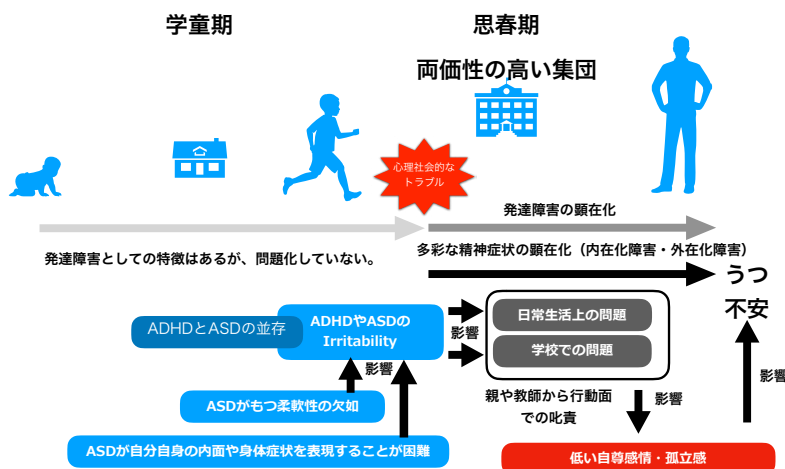 学童期
思春期
両価性の高い集団
心理社会的な
トラブル
発達障害の顕在化
発達障害としての特徴はあるが、問題化していない。
多彩な精神症状の顕在化（内在化障害・外在化障害）
うつ
不安
ADHDとASDの並存
ADHDやASDの
Irritability
影響
日常生活上の問題
学校での問題
影響
ASDがもつ柔軟性の欠如
親や教師から行動面
での叱責
影響
影響
ASDが自分自身の内面や身体症状を表現することが困難
低い自尊感情・孤立感